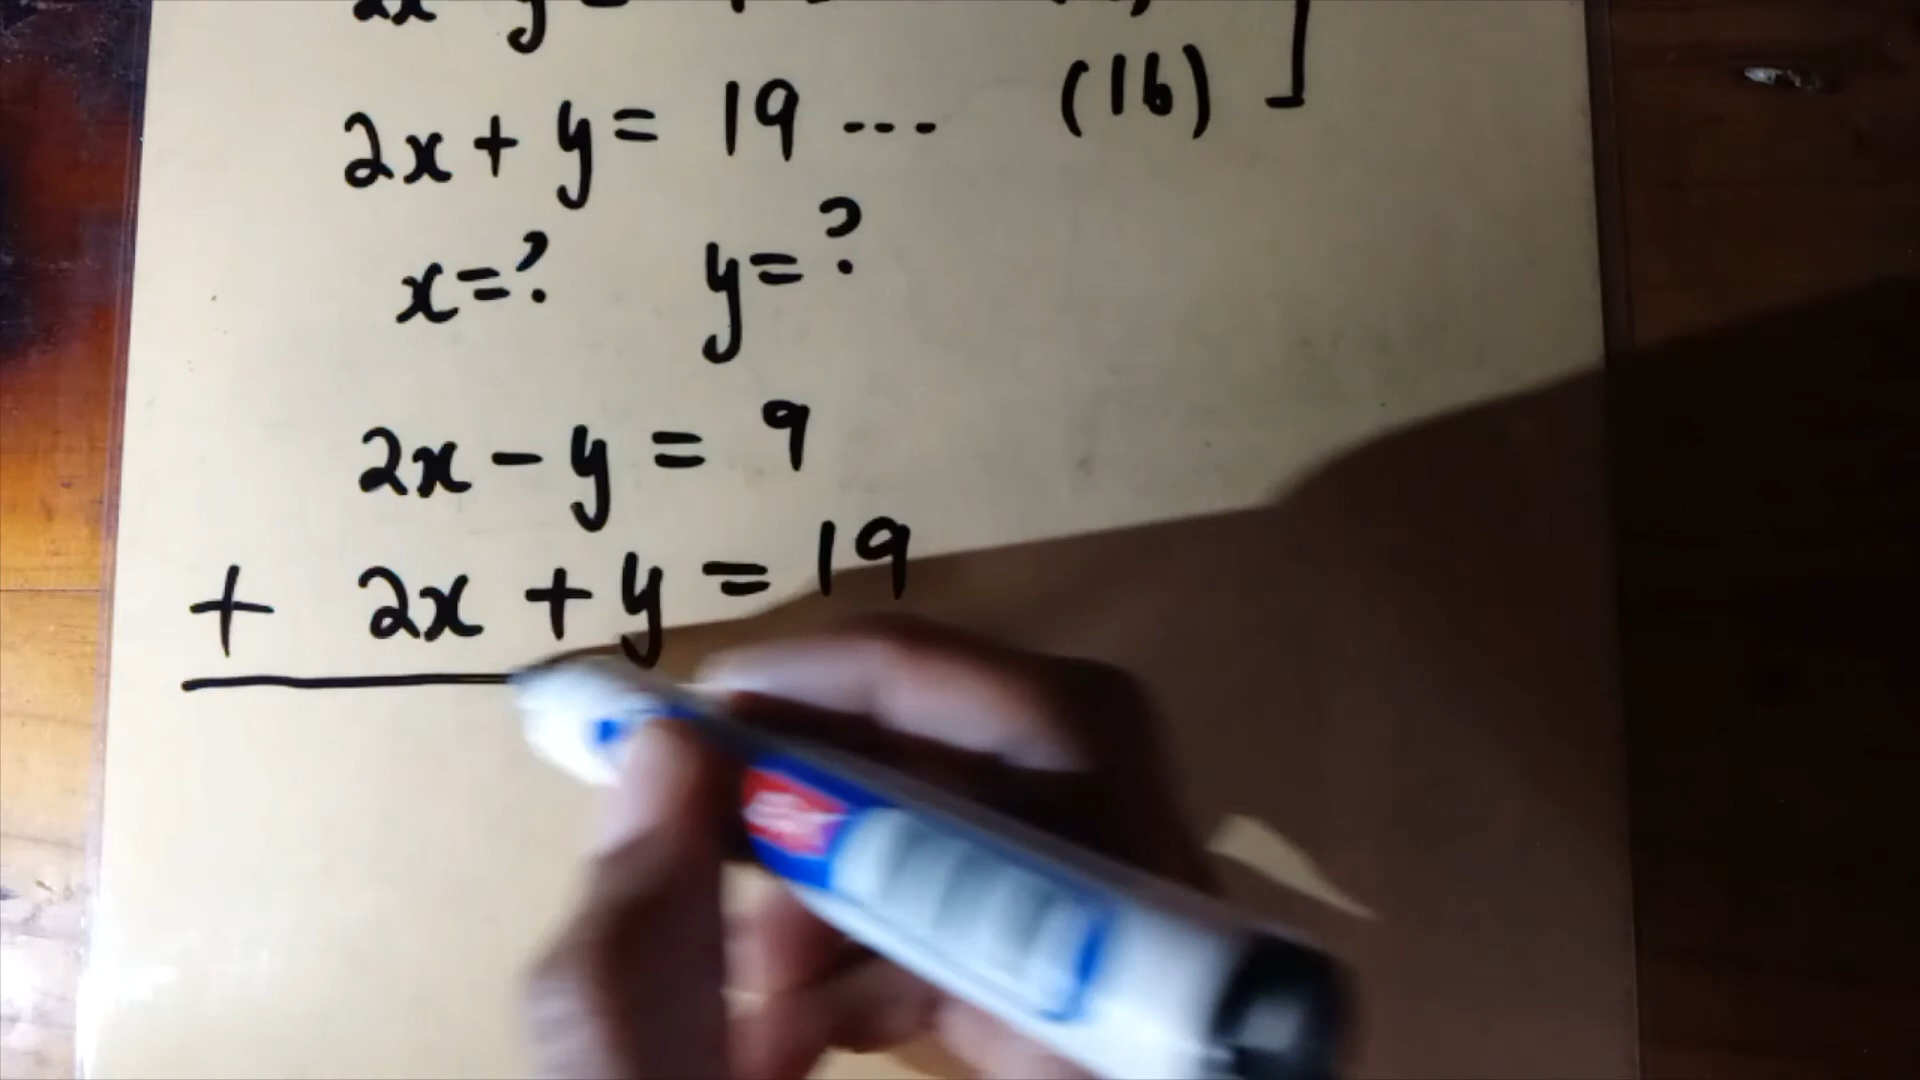 2x + y = 19 --- (1b) ]
x = ? y = ?
2x - y = 9
+ 2x + y = 19